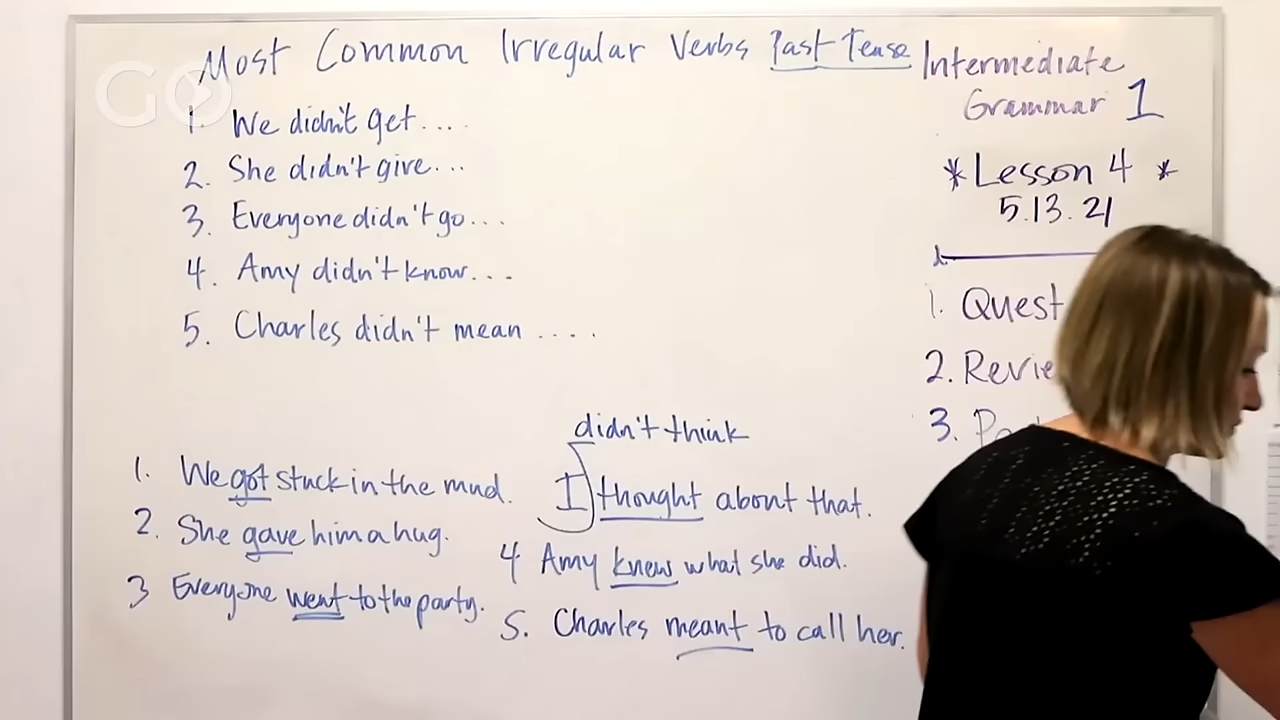 Most Common Irregular Verbs Past Tense
1. We didn't get....
2. She didn't give...
3. Everyone didn't go...
4. Amy didn't know...
5. Charles didn't mean ....
didn't think
I thought about that.
1. We got stuck in the mud.
2. She gave him a hug.
3 Everyone went to the party.
4 Amy knew what she did.
5. Charles meant to call her.
Intermediate
Grammar 1
* Lesson 4 *
5.13.21
1. Quest
2. Revie
3.
GO